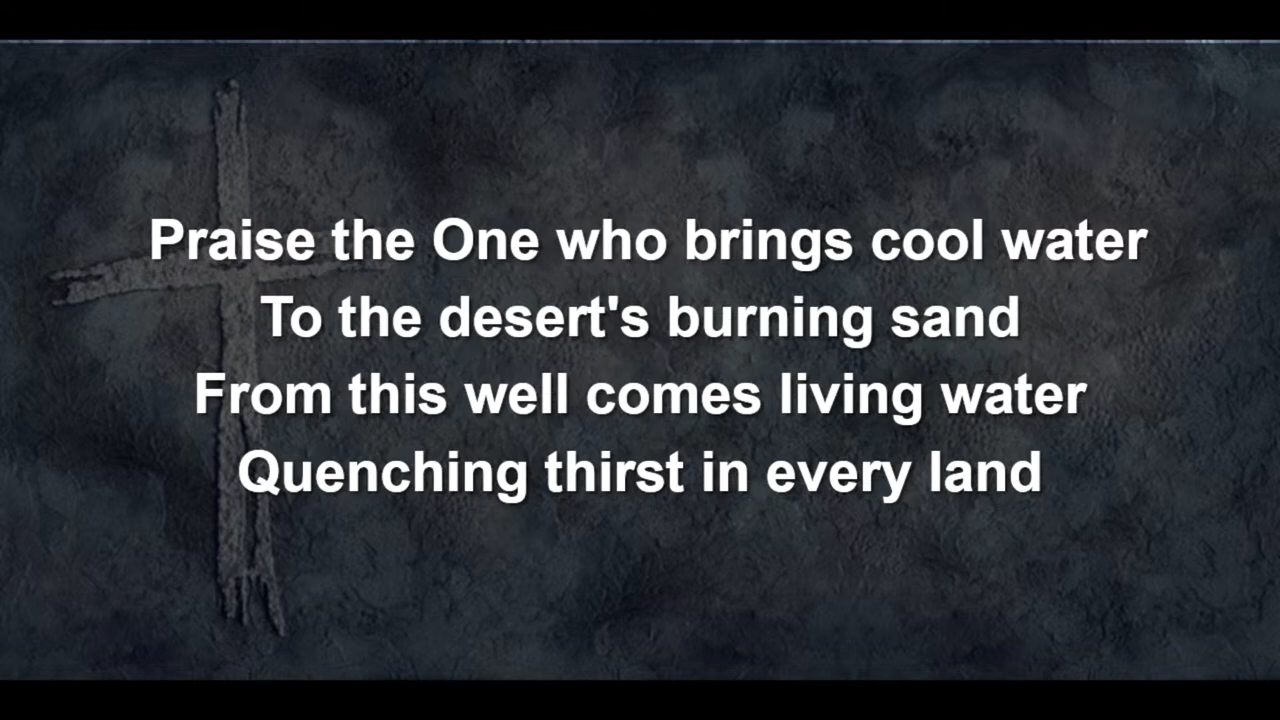 Praise the One who brings cool water
To the desert's burning sand
From this well comes living water
Quenching thirst in every land